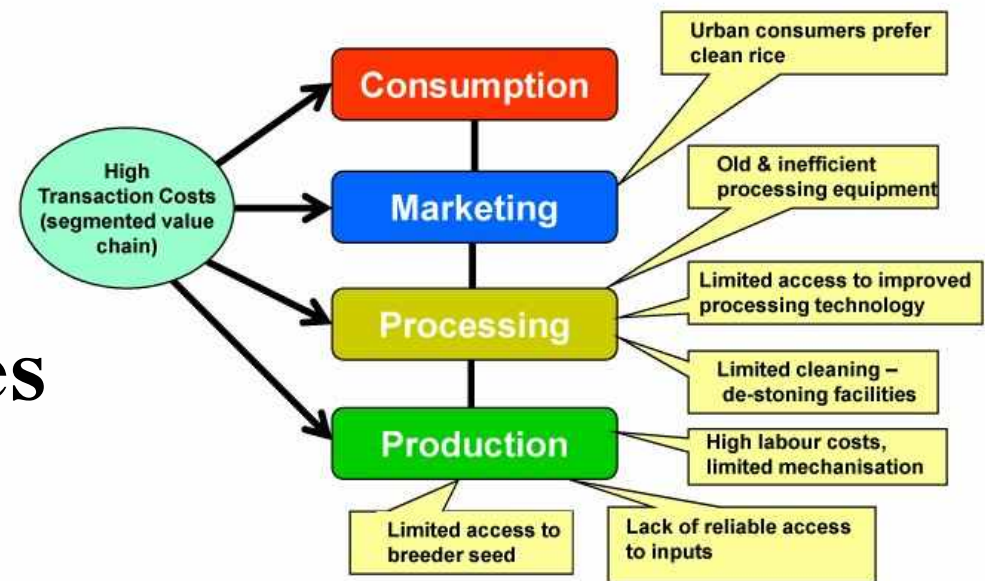 Urban consumers prefer
clean rice
Consumption
Old & inefficient
processing equipment
High
Transaction Costs
(segmented value
chain)
Marketing
Limited access to improved
processing technology
Processing
es
Limited cleaning –
de-stoning facilities
Production
High labour costs,
limited mechanisation
Limited access to
breeder seed
Lack of reliable access
to inputs